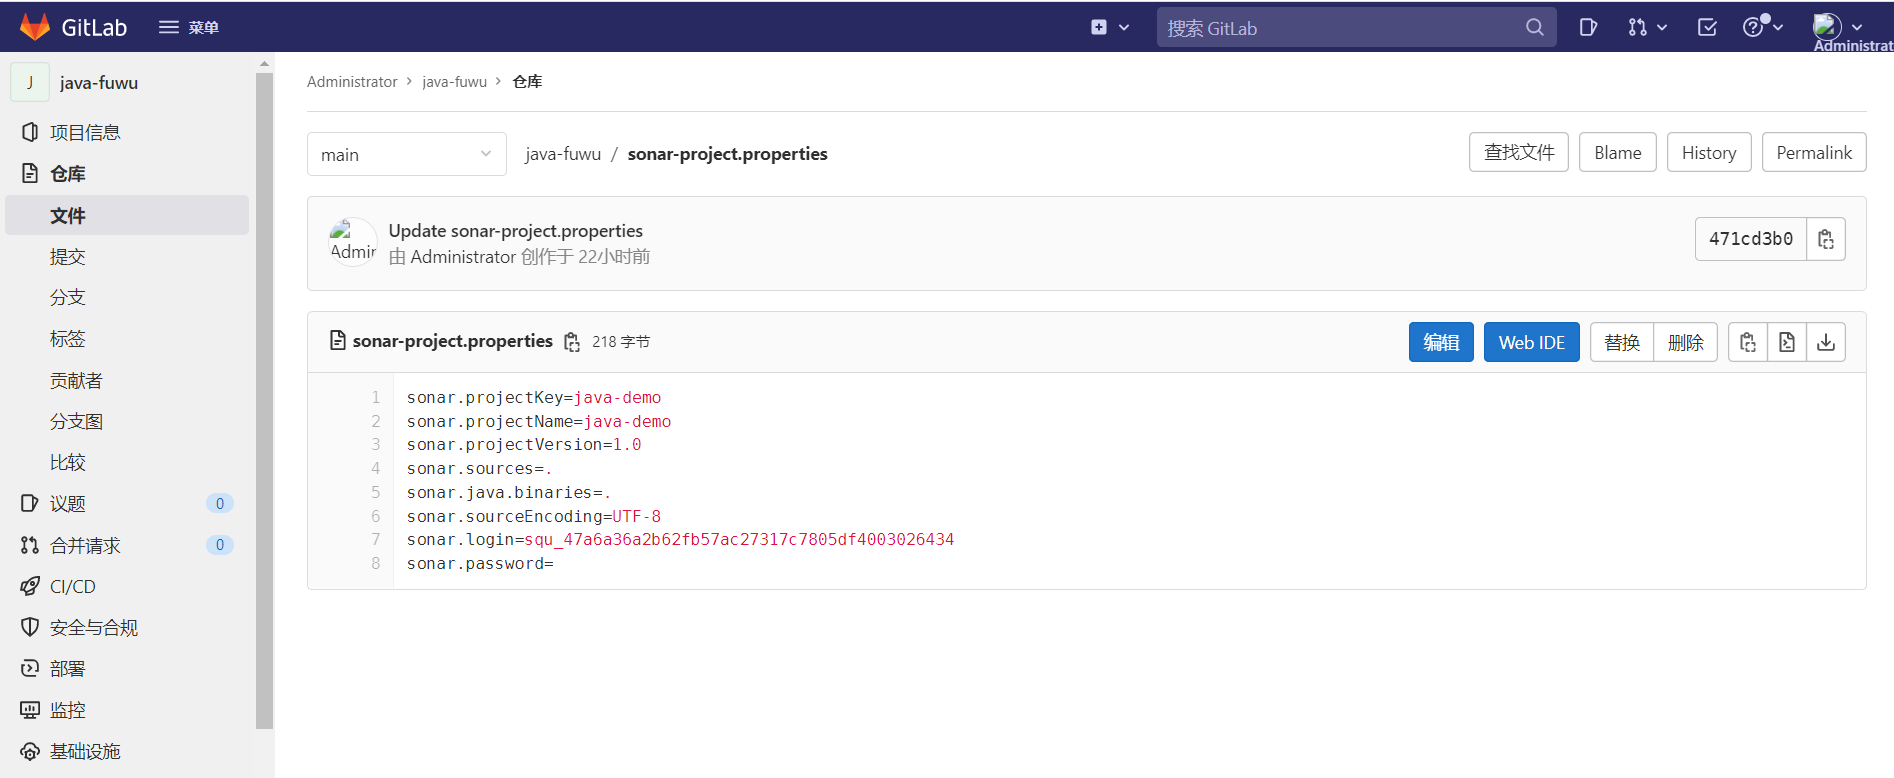 GitLab 菜单 搜索 GitLab
Administrat
J java-fuwu
项目信息
仓库
文件
提交
分支
标签
贡献者
分支图
比较
议题 0
合并请求 0
CI/CD
安全与合规
部署
监控
基础设施
Administrator > java-fuwu > 仓库
main java-fuwu / sonar-project.properties 查找文件 Blame History Permalink
Update sonar-project.properties
Admir 由 Administrator 创作于 22小时前
471cd3b0
sonar-project.properties 218 字节 编辑 Web IDE 替换 删除
1 sonar.projectKey=java-demo
2 sonar.projectName=java-demo
3 sonar.projectVersion=1.0
4 sonar.sources=.
5 sonar.java.binaries=.
6 sonar.sourceEncoding=UTF-8
7 sonar.login=squ_47a6a36a2b62fb57ac27317c7805df4003026434
8 sonar.password=